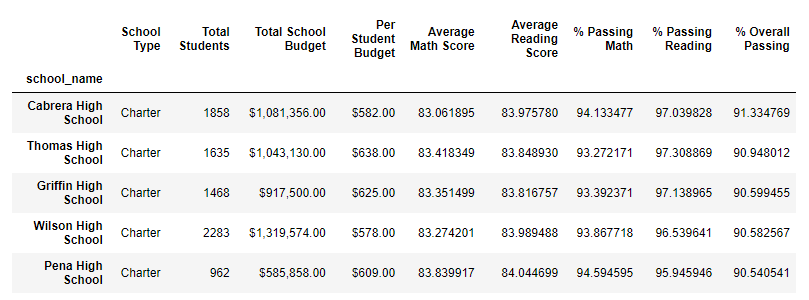 School Type Total Students Total School Budget Per Student Budget Average Math Score Average Reading Score % Passing Math % Passing Reading % Overall Passing
school_name
Cabrera High School Charter 1858 $1,081,356.00 $582.00 83.061895 83.975780 94.133477 97.039828 91.334769
Thomas High School Charter 1635 $1,043,130.00 $638.00 83.418349 83.848930 93.272171 97.308869 90.948012
Griffin High School Charter 1468 $917,500.00 $625.00 83.351499 83.816757 93.392371 97.138965 90.599455
Wilson High School Charter 2283 $1,319,574.00 $578.00 83.274201 83.989488 93.867718 96.539641 90.582567
Pena High School Charter 962 $585,858.00 $609.00 83.839917 84.044699 94.594595 95.945946 90.540541